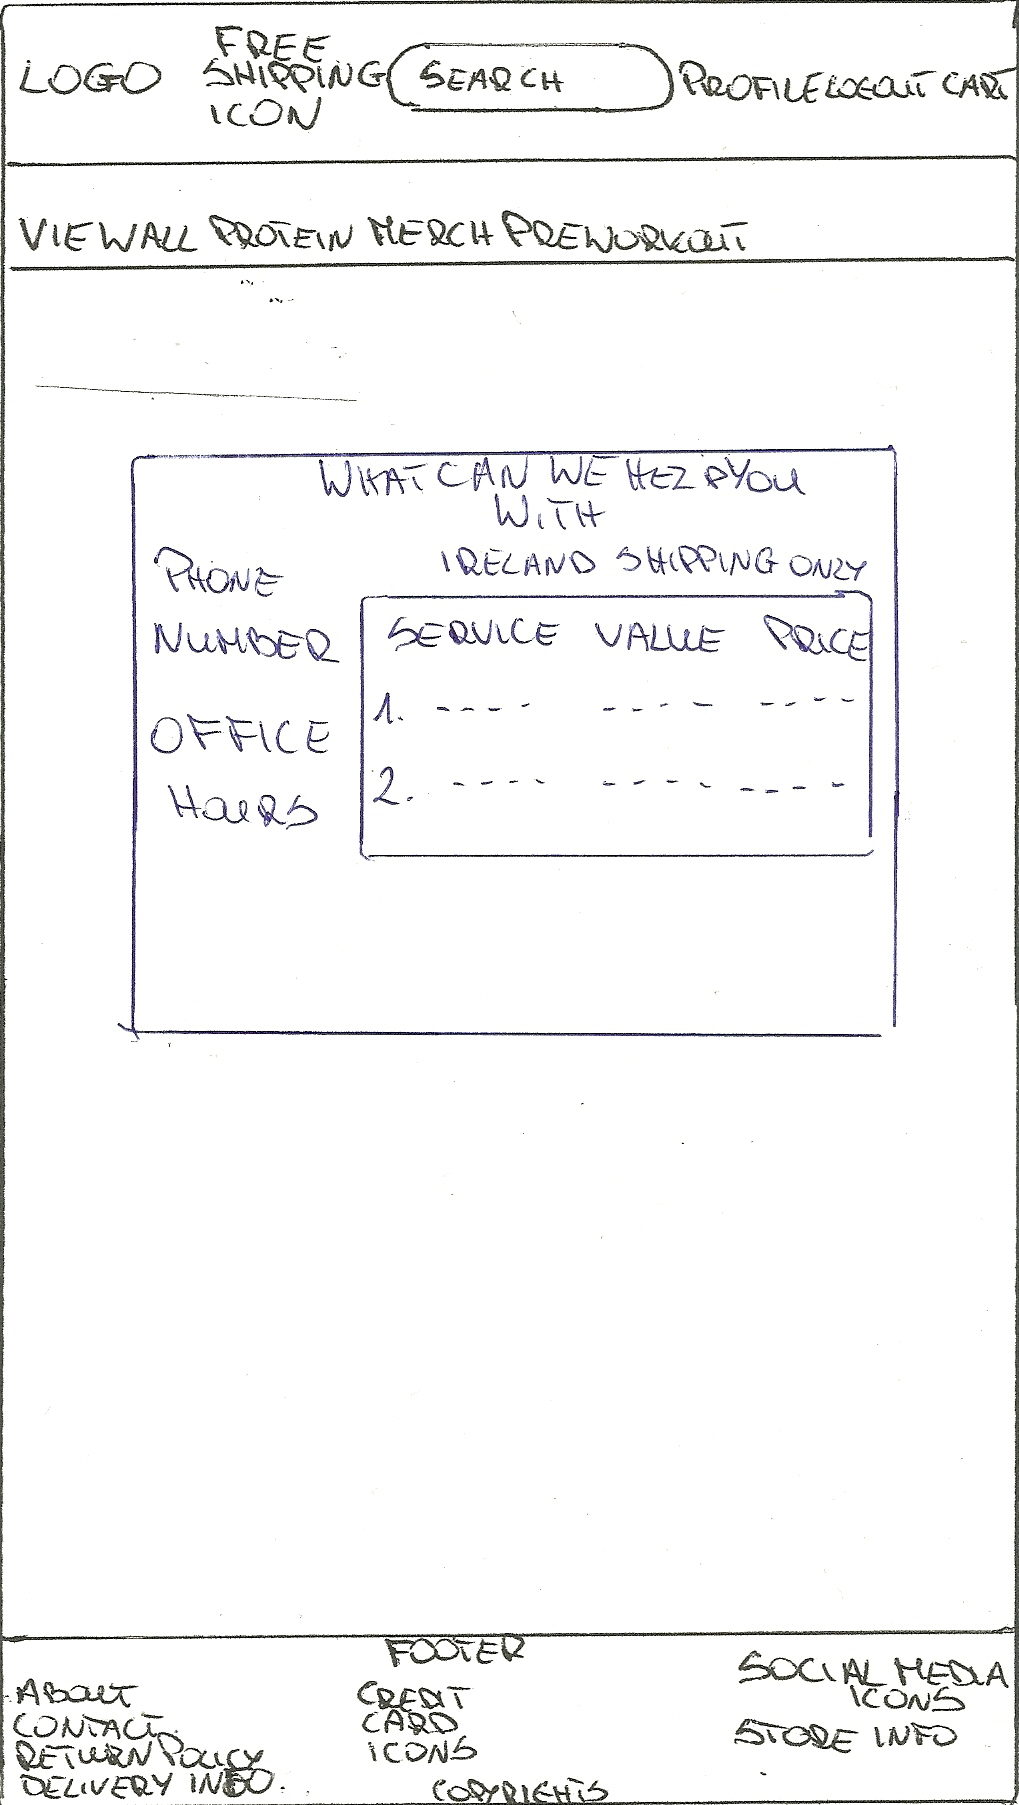 LOGO FREE SHIPPING ICON SEARCH PROFILE LOGOUT CART
VIEW ALL PROTEIN MERCH PREWORKOUT
WHAT CAN WE HELP YOU
WITH
IRELAND SHIPPING ONLY
PHONE
NUMBER
OFFICE
HOURS
SERVICE VALUE PRICE
1. ---- ---- ----
2. ---- ---- ----
FOOTER
ABOUT
CONTACT
RETURN POLICY
DELIVERY INFO.
CREDIT
CARD
ICONS
COPYRIGHTS
SOCIAL MEDIA
ICONS
STORE INFO